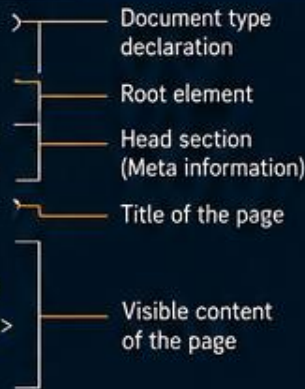 Document type
declaration
Root element
Head section
(Meta information)
Title of the page
Visible content
of the page
>